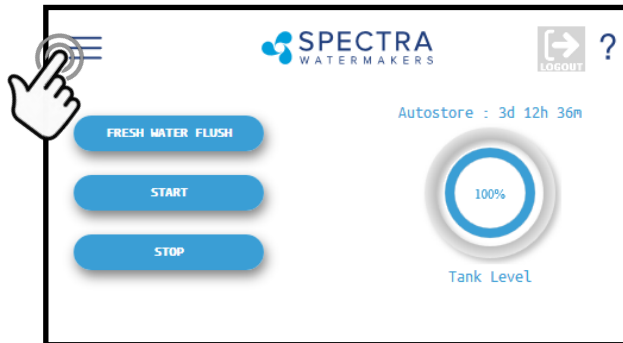 SPECTRA
WATERMAKERS
LOGOUT
?
Autostore : 3d 12h 36m
FRESH WATER FLUSH
START
100%
STOP
Tank Level